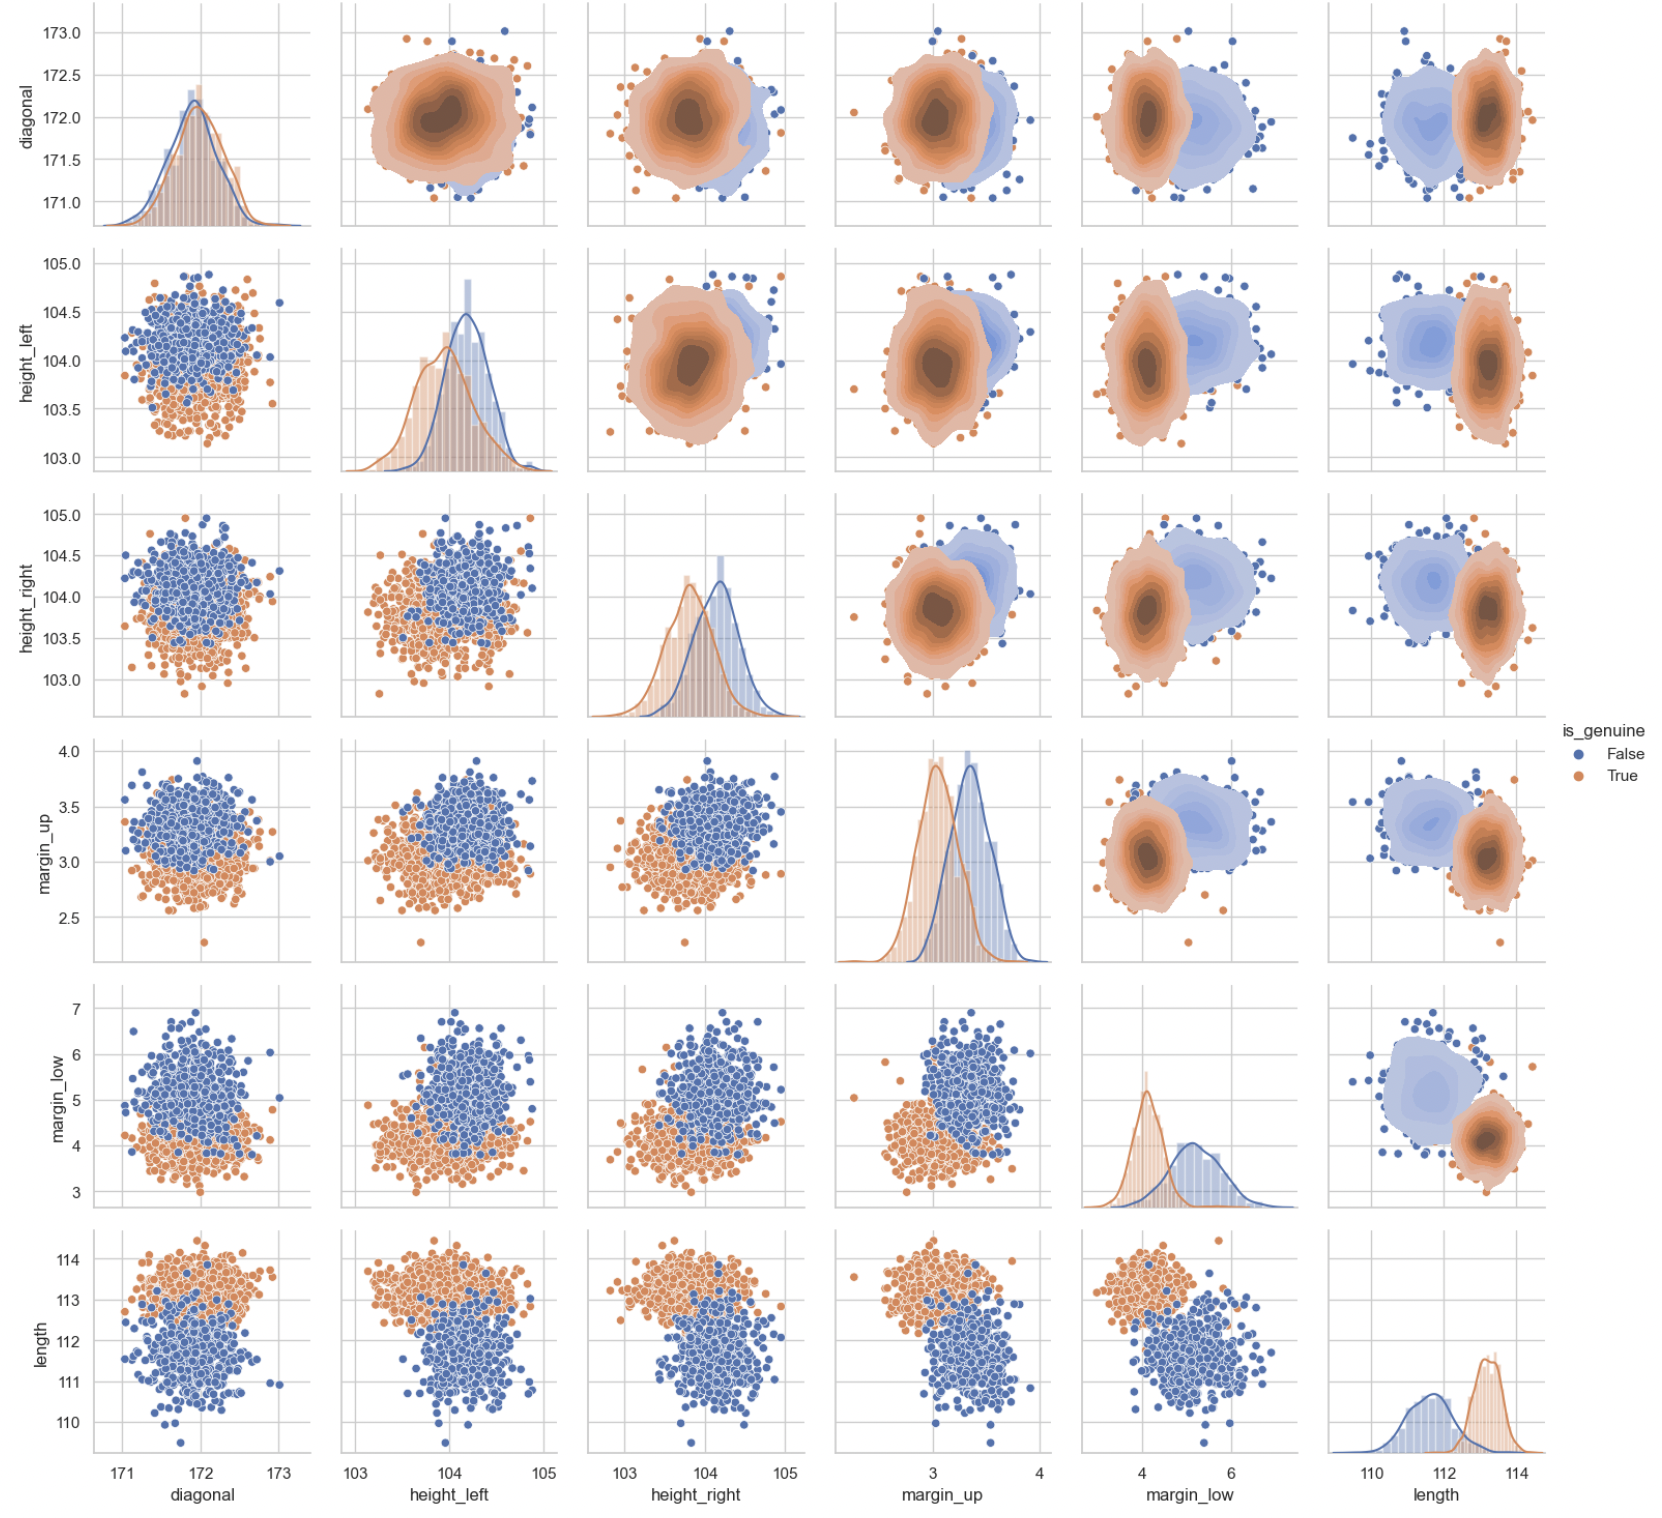 173.0
172.5
172.0
171.5
171.0
diagonal
105.0
104.5
104.0
103.5
103.0
height_left
105.0
104.5
104.0
103.5
103.0
height_right
is_genuine
False
True
4.0
3.5
3.0
2.5
margin_up
7
6
5
4
3
margin_low
114
113
112
111
110
length
171 172 173
diagonal
103 104 105
height_left
103 104 105
height_right
3 4
margin_up
4 6
margin_low
110 112 114
length